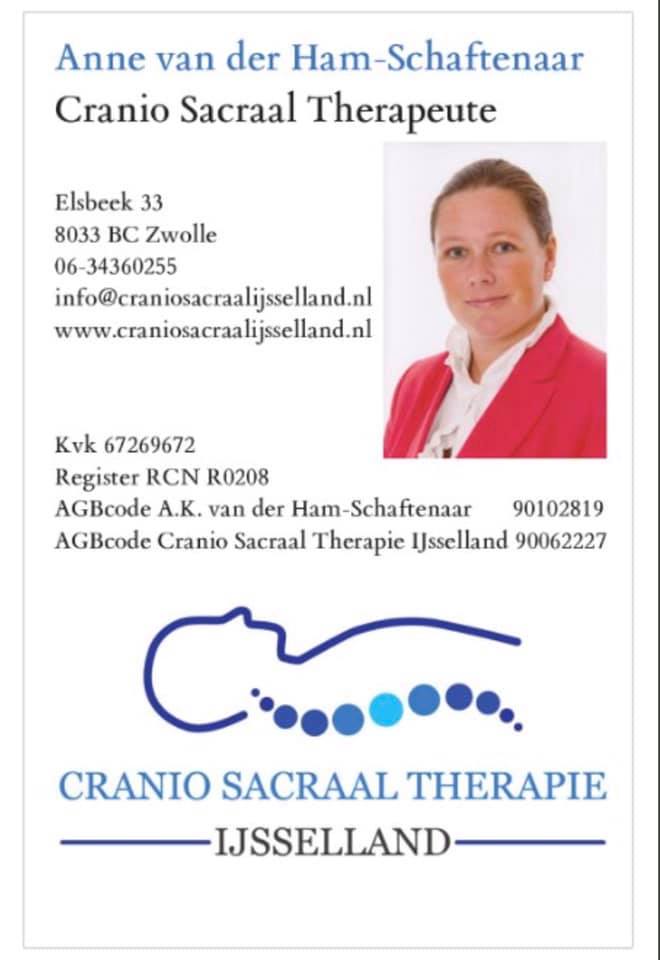 Anne van der Ham-Schaftenaar
Cranio Sacraal Therapeute
Elsbeek 33
8033 BC Zwolle
06-34360255
info@craniosacraalijsselland.nl
www.craniosacraalijsselland.nl
Kvk 67269672
Register RCN R0208
AGBcode A.K. van der Ham-Schaftenaar 90102819
AGBcode Cranio Sacraal Therapie IJsselland 90062227
CRANIO SACRAAL THERAPIE
IJSSELLAND